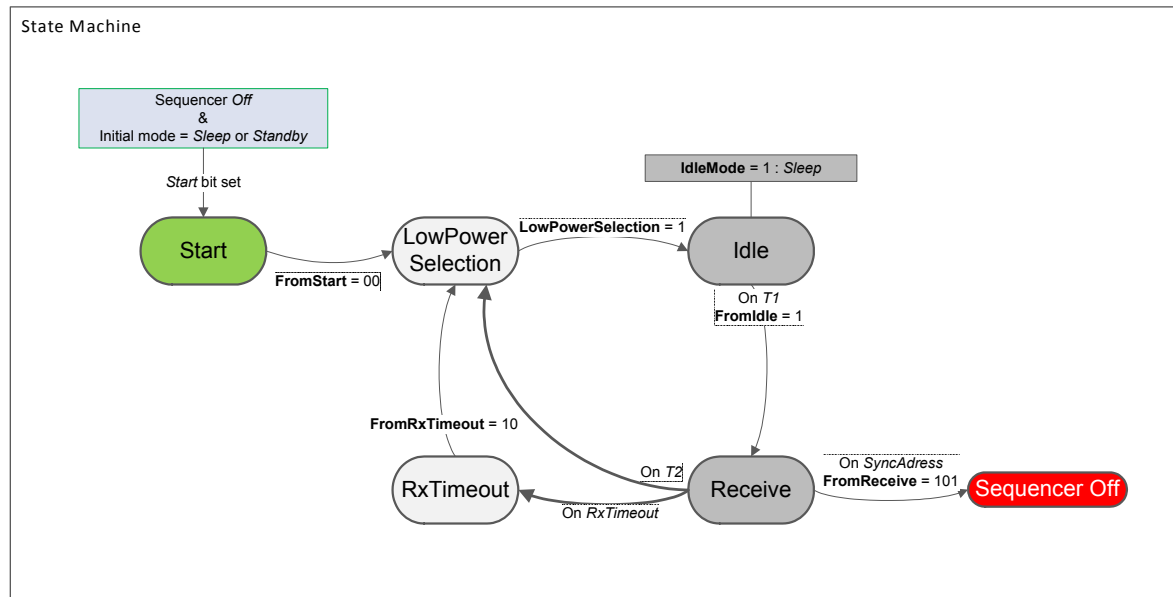 State Machine
Sequencer Off
&
Initial mode = Sleep or Standby
IdleMode = 1 : Sleep
Start bit set
LowPowerSelection = 1
Start
LowPower
Selection
Idle
FromStart = 00
On T1
FromIdle = 1
FromRxTimeout = 10
On T2
On SyncAdress
FromReceive = 101
RxTimeout
Receive
Sequencer Off
On RxTimeout